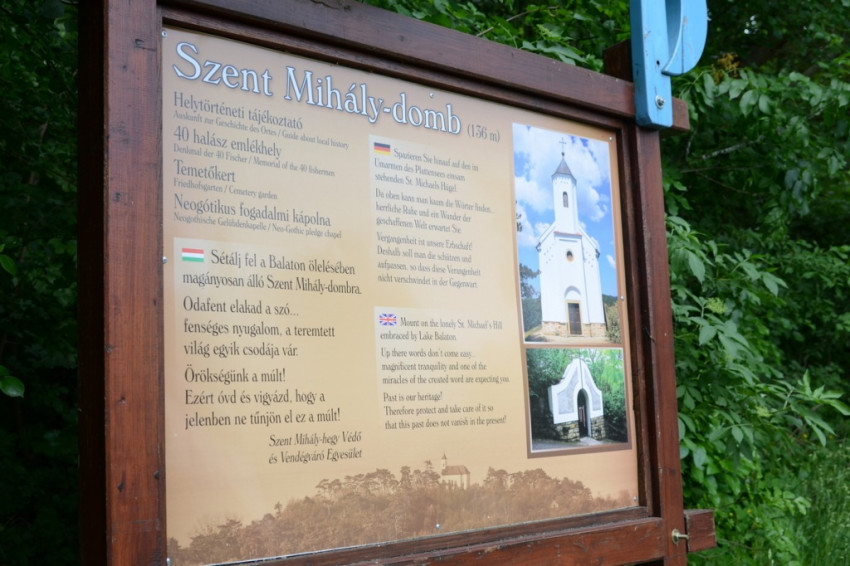 Szent Mihály-domb (136 m)
Helytörténeti tájékoztató
Auskunft zur Geschichte des Ortes / Guide about local history
40 halász emlékhely
Denkmal der 40 Fischer / Memorial of the 40 fishermen
Temetőkert
Friedhofsgarten / Cemetery garden
Neogótikus fogadalmi kápolna
Neogothische Gelübdenkapelle / Neo-Gothic pledge chapel
Sétálj fel a Balaton ölelésében
magányosan álló Szent Mihály-dombra.
Odafent elakad a szó...
fenséges nyugalom, a teremtett
világ egyik csodája vár.
Örökségünk a múlt!
Ezért óvd és vigyázd, hogy a
jelenben ne tűnjön el ez a múlt!
Szent Mihály-hegy Védő
és Vendégváró Egyesület
Spazieren Sie hinauf auf den im
Umarmen des Plattensees einsam
stehenden St. Michaels Hügel.
Da oben kann man kaum die Wörter finden...
herrliche Ruhe und ein Wunder der
geschaffenen Welt erwartet Sie.
Vergangenheit ist unsere Erbschaft!
Deshalb soll man die schützen und
aufpassen, so dass diese Vergangenheit
nicht verschwindet in der Gegenwart.
Mount on the lonely St. Michael's Hill
embraced by Lake Balaton.
Up there words don't come easy...
magnificent tranquility and one of the
miracles of the created word are expecting you.
Past is our heritage!
Therefore protect and take care of it so
that this past does not vanish in the present!